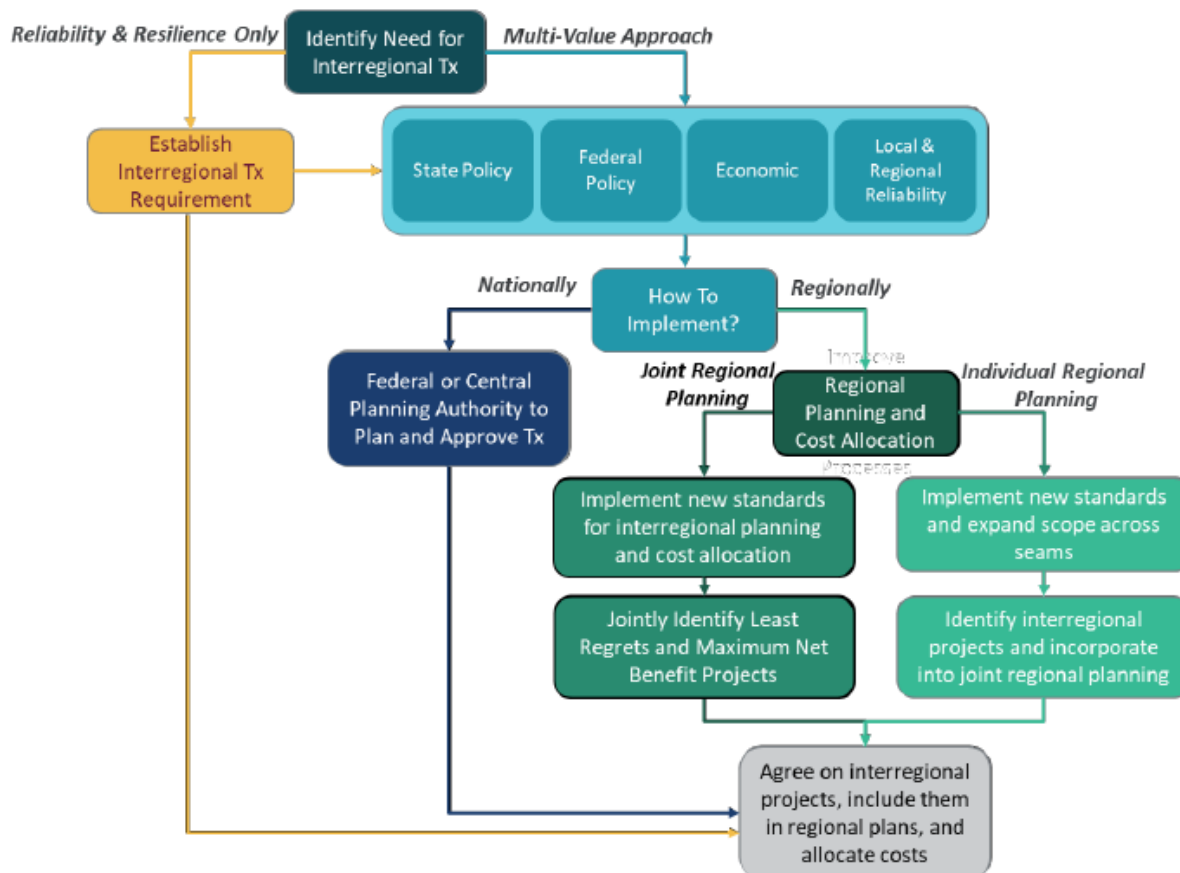 Reliability & Resilience Only
Identify Need for
Interregional Tx
Multi-Value Approach
Establish
Interregional Tx
Requirement
State Policy
Federal
Policy
Economic
Local &
Regional
Reliability
Nationally
How To
Implement?
Regionally
Federal or Central
Planning Authority to
Plan and Approve Tx
Joint Regional
Planning
Improve
Regional
Planning and
Cost Allocation
Processes
Individual Regional
Planning
Implement new standards
for interregional planning
and cost allocation
Implement new standards
and expand scope across
seams
Jointly Identify Least
Regrets and Maximum Net
Benefit Projects
Identify interregional
projects and incorporate
into joint regional planning
Agree on interregional
projects, include them
in regional plans, and
allocate costs